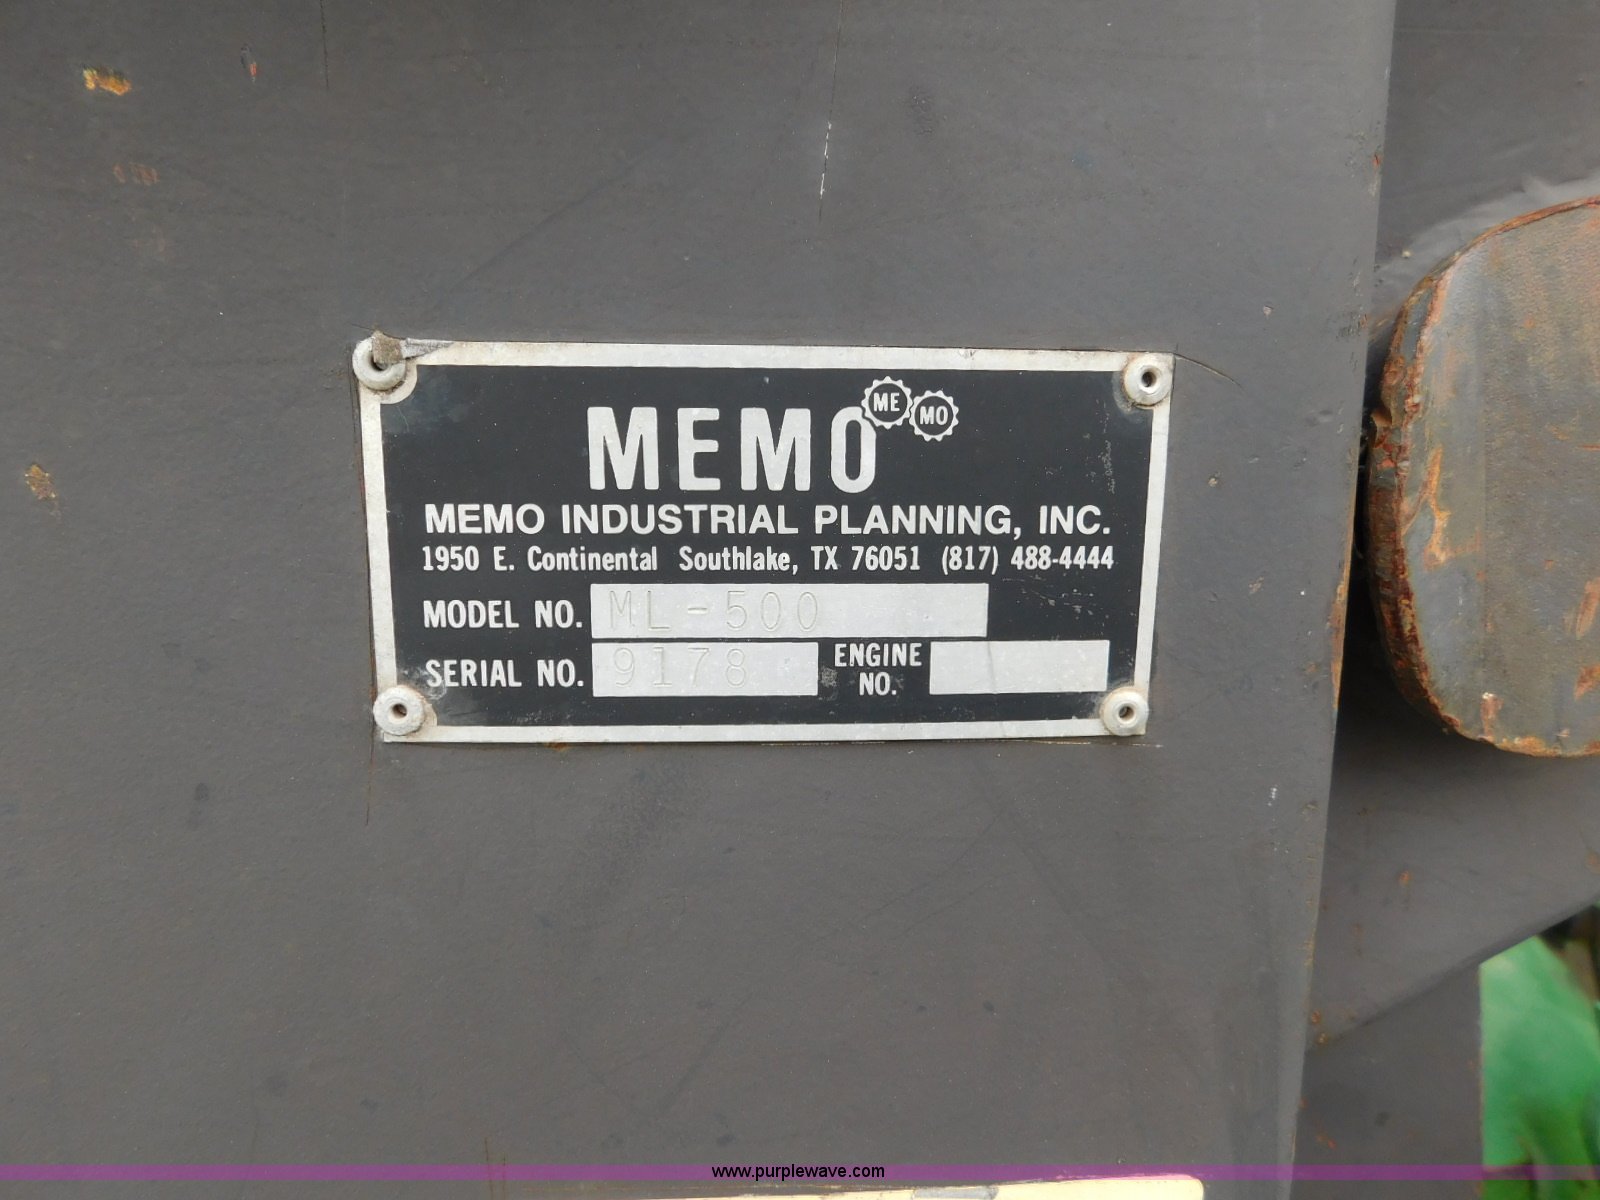 ME MO
MEMO
MEMO INDUSTRIAL PLANNING, INC.
1950 E. Continental Southlake, TX 76051 (817) 488-4444
MODEL NO. ML-500
SERIAL NO. 9178 ENGINE NO.
www.purplewave.com